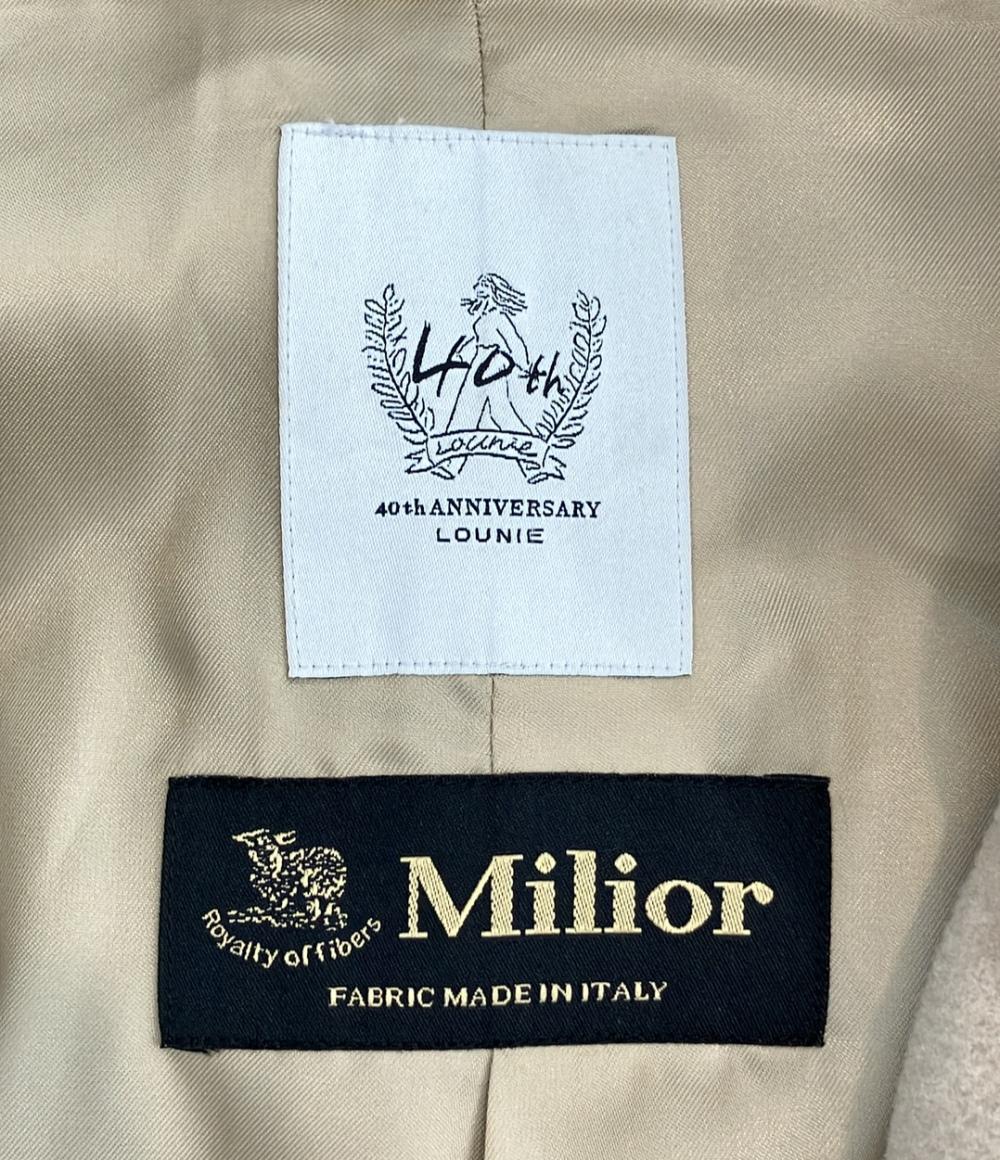 40th
Lounie
40th ANNIVERSARY
LOUNIE
Milior
Royalty of fibers
FABRIC MADE IN ITALY